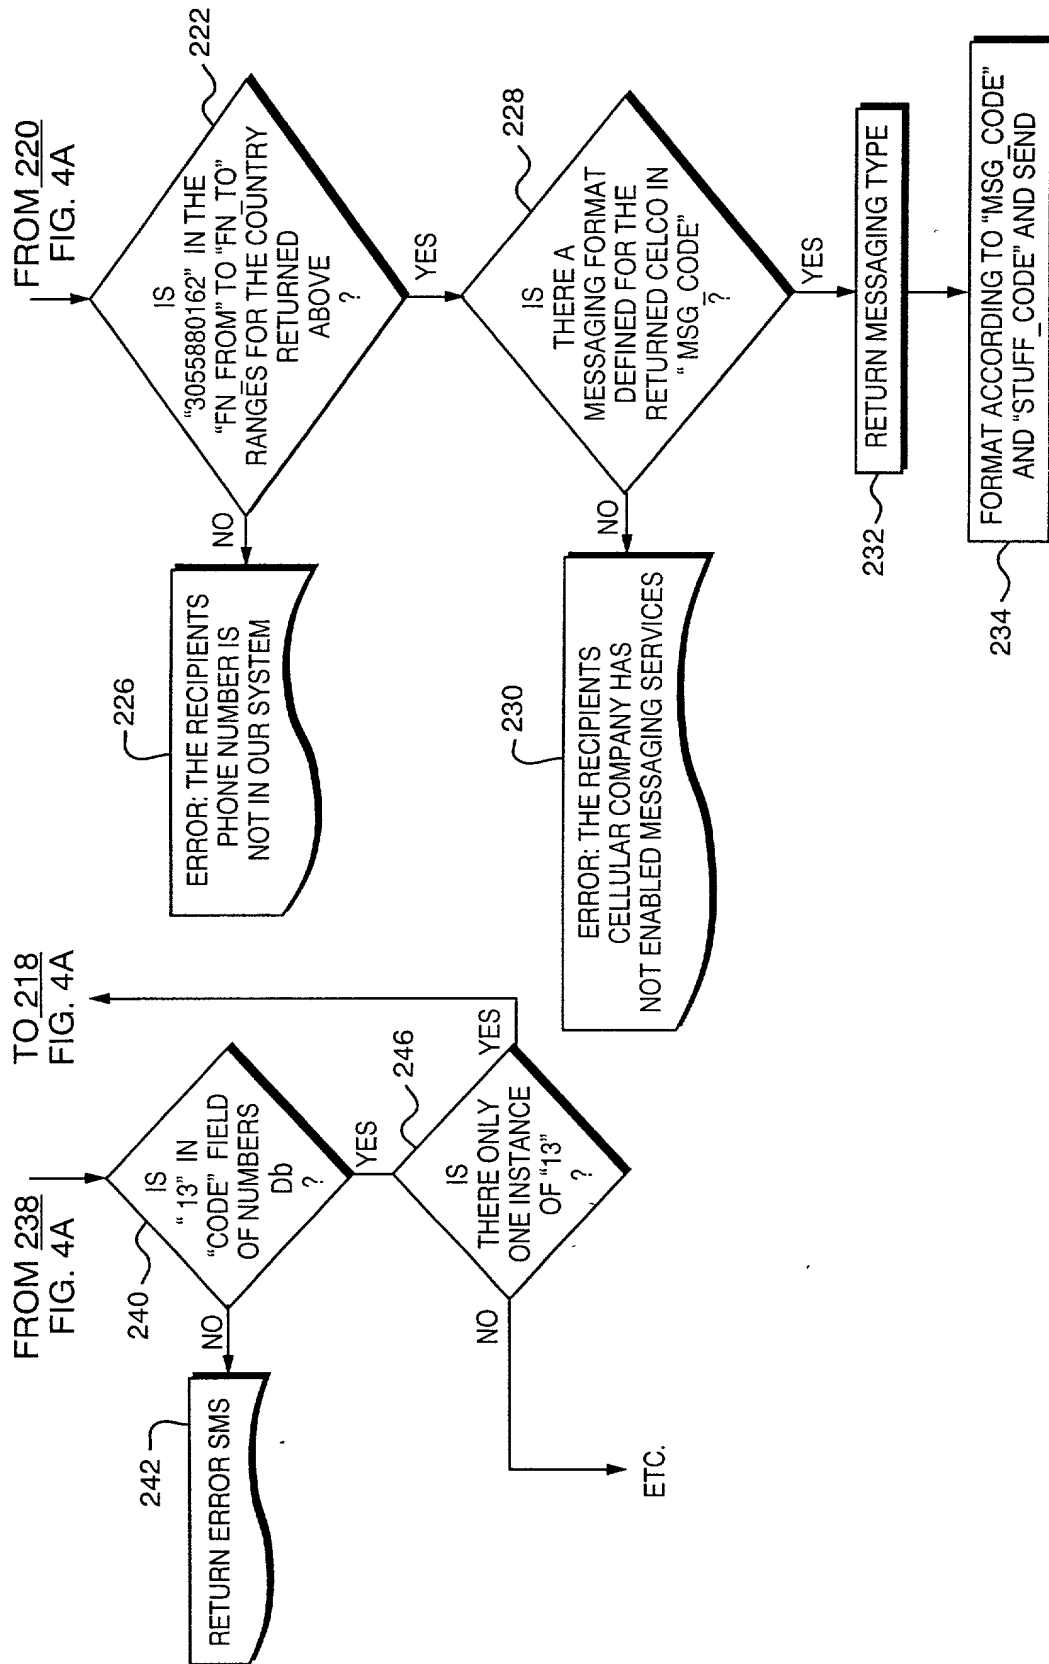 FROM 238
FIG. 4A
TO 218
FIG. 4A
240
IS
"13" IN
"CODE" FIELD
OF NUMBERS
Db
?
NO
YES
242
RETURN ERROR SMS
246
IS
THERE ONLY
ONE INSTANCE
OF "13"
?
YES
NO
ETC.
FROM 220
FIG. 4A
222
IS
"3055880162" IN THE
"FN_FROM" TO "FN_TO"
RANGES FOR THE COUNTRY
RETURNED
ABOVE
?
NO
YES
226
ERROR: THE RECIPIENTS
PHONE NUMBER IS
NOT IN OUR SYSTEM
228
IS
THERE A
MESSAGING FORMAT
DEFINED FOR THE
RETURNED CELCO IN
" MSG_CODE"
?
NO
YES
230
ERROR: THE RECIPIENTS
CELLULAR COMPANY HAS
NOT ENABLED MESSAGING SERVICES
232
RETURN MESSAGING TYPE
234
FORMAT ACCORDING TO "MSG_CODE"
AND "STUFF_CODE" AND SEND